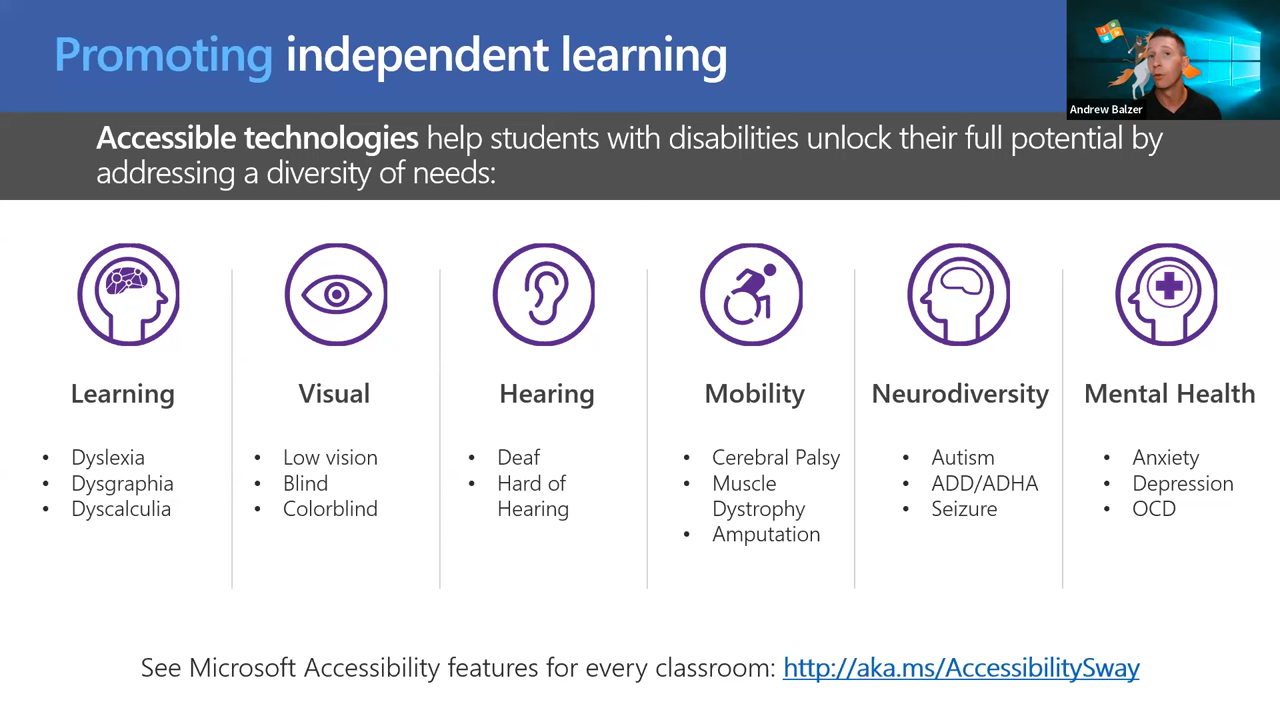 Promoting independent learning
Andrew Balzer
Accessible technologies help students with disabilities unlock their full potential by
addressing a diversity of needs:
Learning
• Dyslexia
• Dysgraphia
• Dyscalculia
Visual
• Low vision
• Blind
• Colorblind
Hearing
• Deaf
• Hard of
Hearing
Mobility
• Cerebral Palsy
• Muscle
Dystrophy
• Amputation
Neurodiversity
• Autism
• ADD/ADHA
• Seizure
Mental Health
• Anxiety
• Depression
• OCD
See Microsoft Accessibility features for every classroom: http://aka.ms/AccessibilitySway